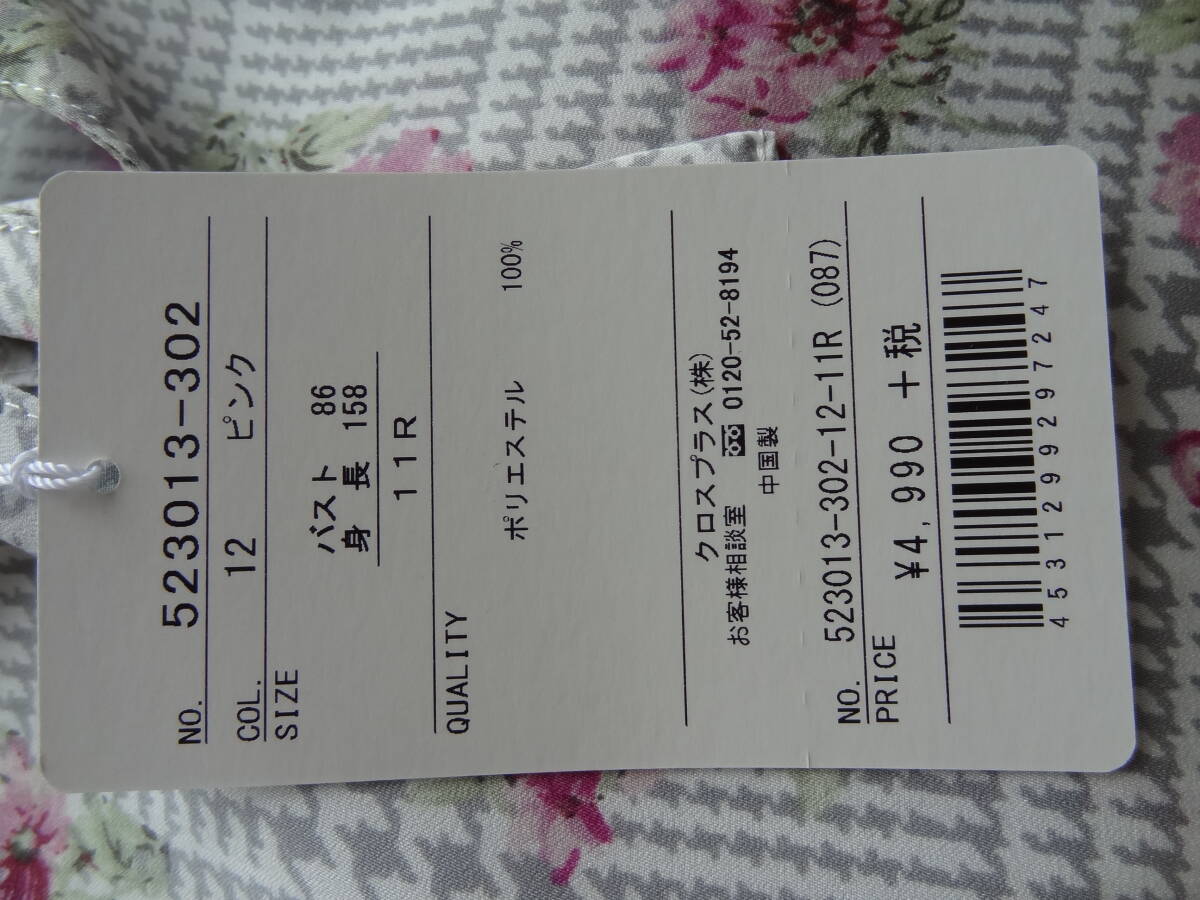 NO. 523013-302
COL. 12 ピンク
SIZE
バスト 86
身 長 158
11R
QUALITY
ポリエステル 100%
クロスプラス(株)
お客様相談室 0120-52-8194
中国製
NO. 523013-302-12-11R (087)
PRICE
¥4,990 +税
4531299297247